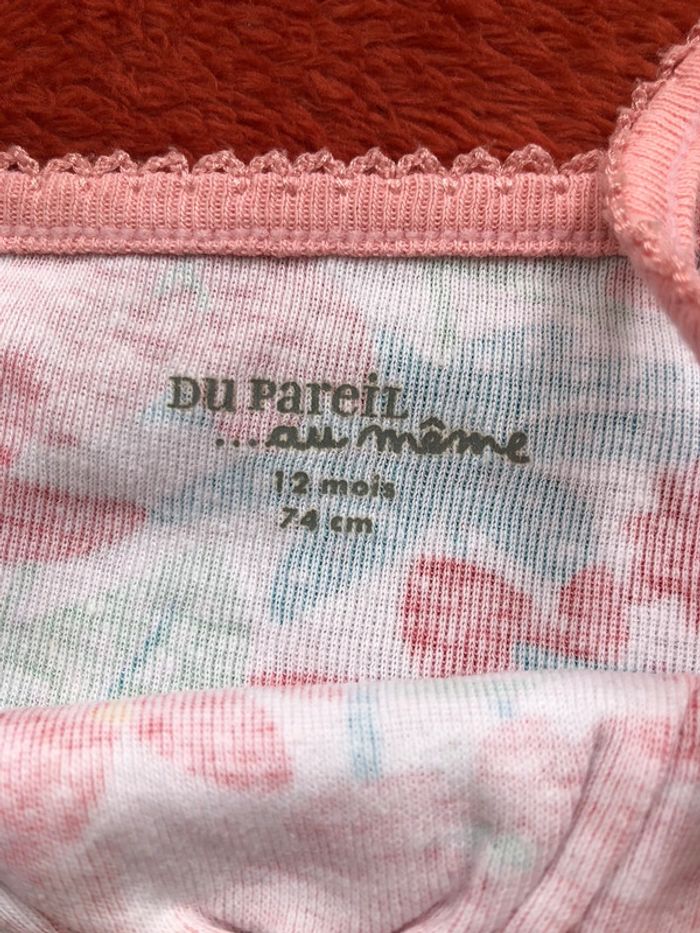 Du Pareil
...au même
12 mois
74 cm